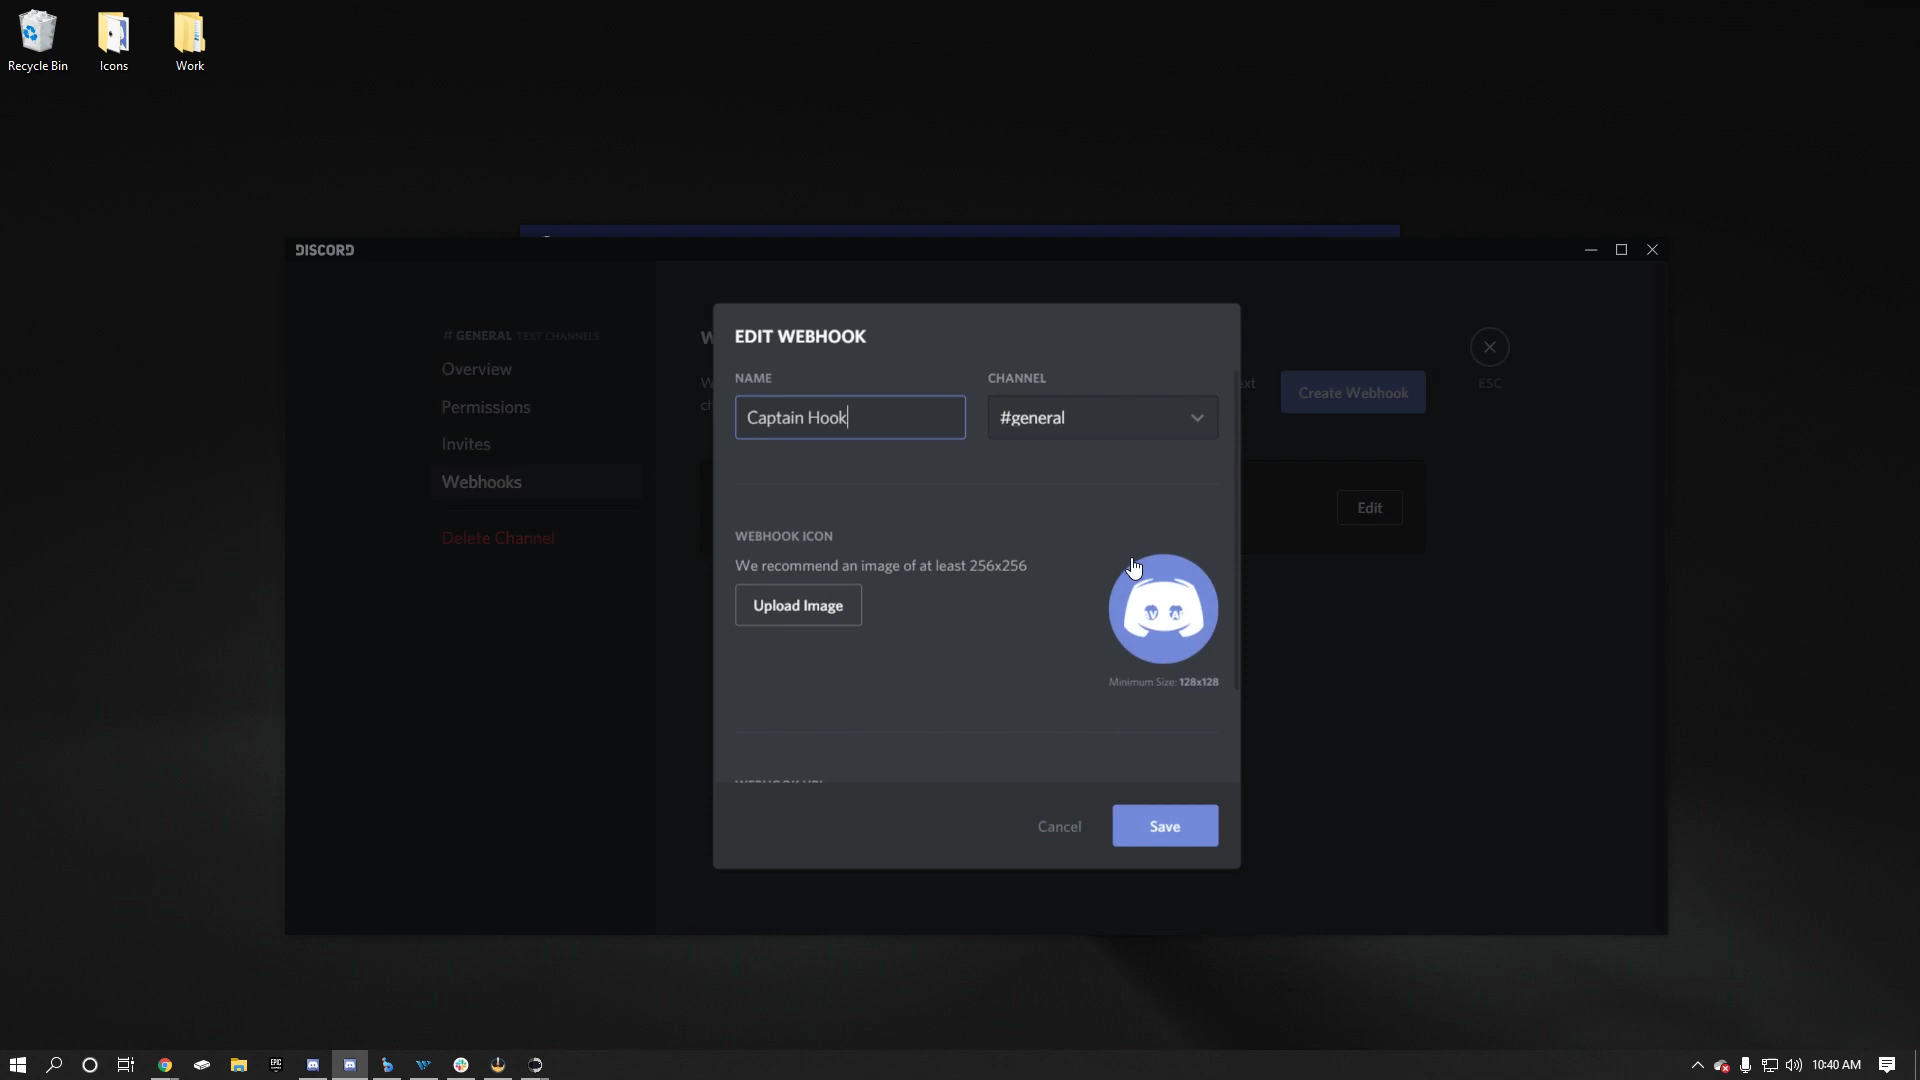 Recycle Bin
Icons
Work
DISCORD
# GENERAL TEXT CHANNELS
Overview
Permissions
Invites
Webhooks
Delete Channel
EDIT WEBHOOK
NAME
CHANNEL
Captain Hook
#general
WEBHOOK ICON
We recommend an image of at least 256x256
Upload Image
Minimum Size: 128x128
Cancel
Save
Create Webhook
Edit
ESC
EPIC
10:40 AM